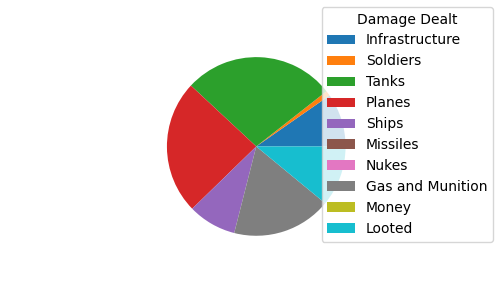 Damage Dealt
Infrastructure
Soldiers
Tanks
Planes
Ships
Missiles
Nukes
Gas and Munition
Money
Looted